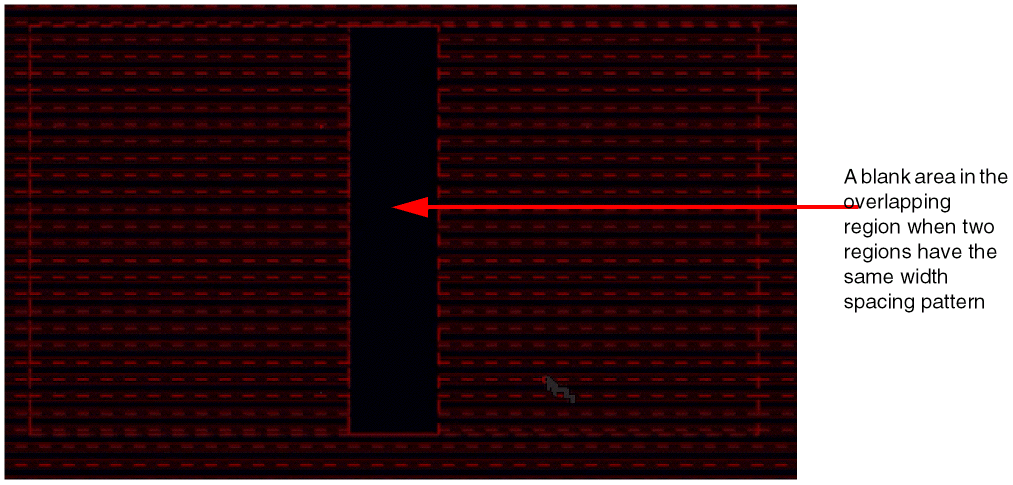 A blank area in the
overlapping
region when two
regions have the
same width
spacing pattern